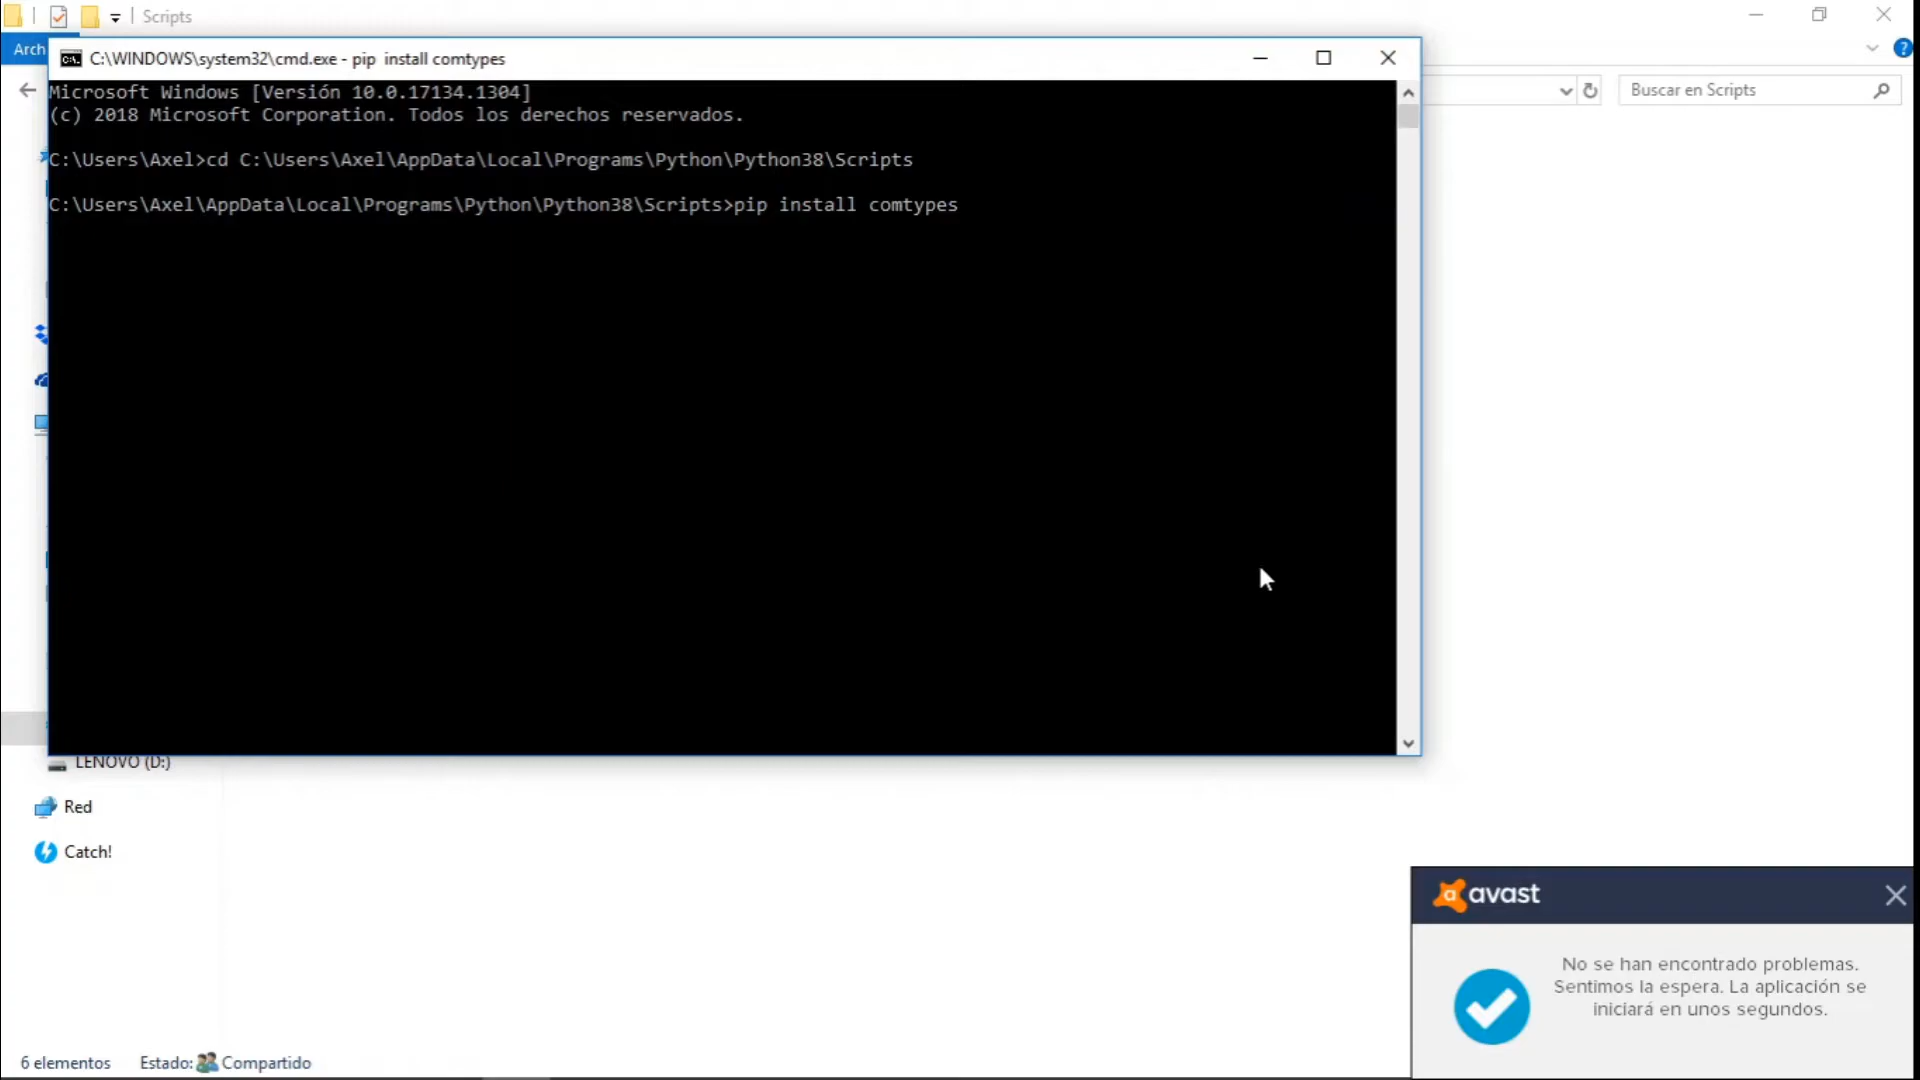 Scripts
Arch
C:\WINDOWS\system32\cmd.exe - pip  install comtypes
Buscar en Scripts
Microsoft Windows [Versión 10.0.17134.1304]
(c) 2018 Microsoft Corporation. Todos los derechos reservados.
C:\Users\Axel>cd C:\Users\Axel\AppData\Local\Programs\Python\Python38\Scripts
C:\Users\Axel\AppData\Local\Programs\Python\Python38\Scripts>pip install comtypes
LENOVO (D:)
Red
Catch!
avast
No se han encontrado problemas.
Sentimos la espera. La aplicación se
iniciará en unos segundos.
6 elementos
Estado: Compartido